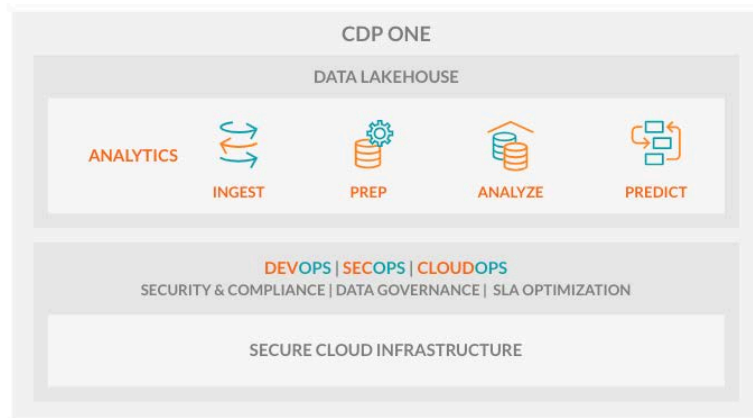 CDP ONE
DATA LAKEHOUSE
ANALYTICS
INGEST
PREP
ANALYZE
PREDICT
DEVOPS | SECOPS | CLOUDOPS
SECURITY & COMPLIANCE | DATA GOVERNANCE | SLA OPTIMIZATION
SECURE CLOUD INFRASTRUCTURE